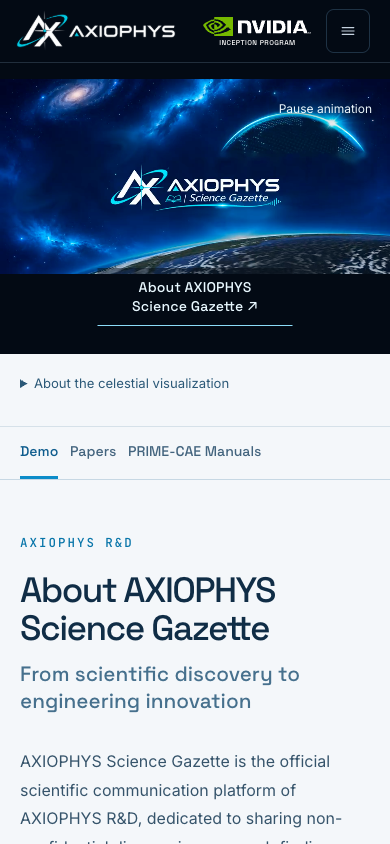 AXIOPHYS
NVIDIA
INCEPTION PROGRAM
Pause animation
AXIOPHYS
Science Gazette
About AXIOPHYS
Science Gazette ↗
About the celestial visualization
Demo Papers PRIME-CAE Manuals
AXIOPHYS R&D
About AXIOPHYS
Science Gazette
From scientific discovery to
engineering innovation
AXIOPHYS Science Gazette is the official
scientific communication platform of
AXIOPHYS R&D, dedicated to sharing non-